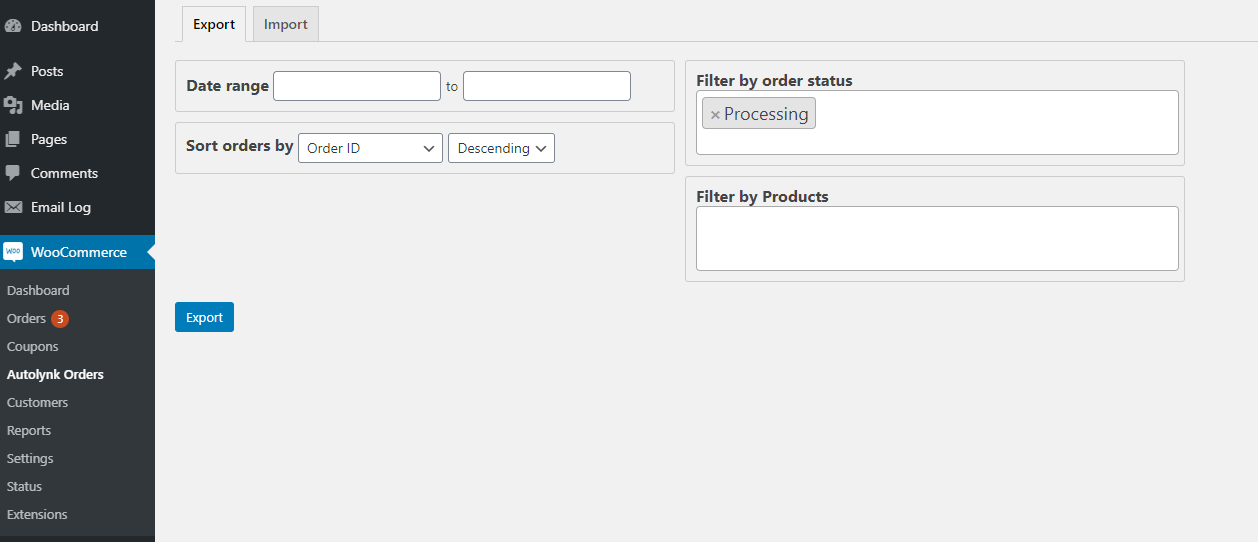 Dashboard
Posts
Media
Pages
Comments
Email Log
WOO WooCommerce
Dashboard
Orders 3
Coupons
Autolynk Orders
Customers
Reports
Settings
Status
Extensions
Export Import
Date range to
Sort orders by Order ID Descending
Filter by order status
× Processing
Filter by Products
Export